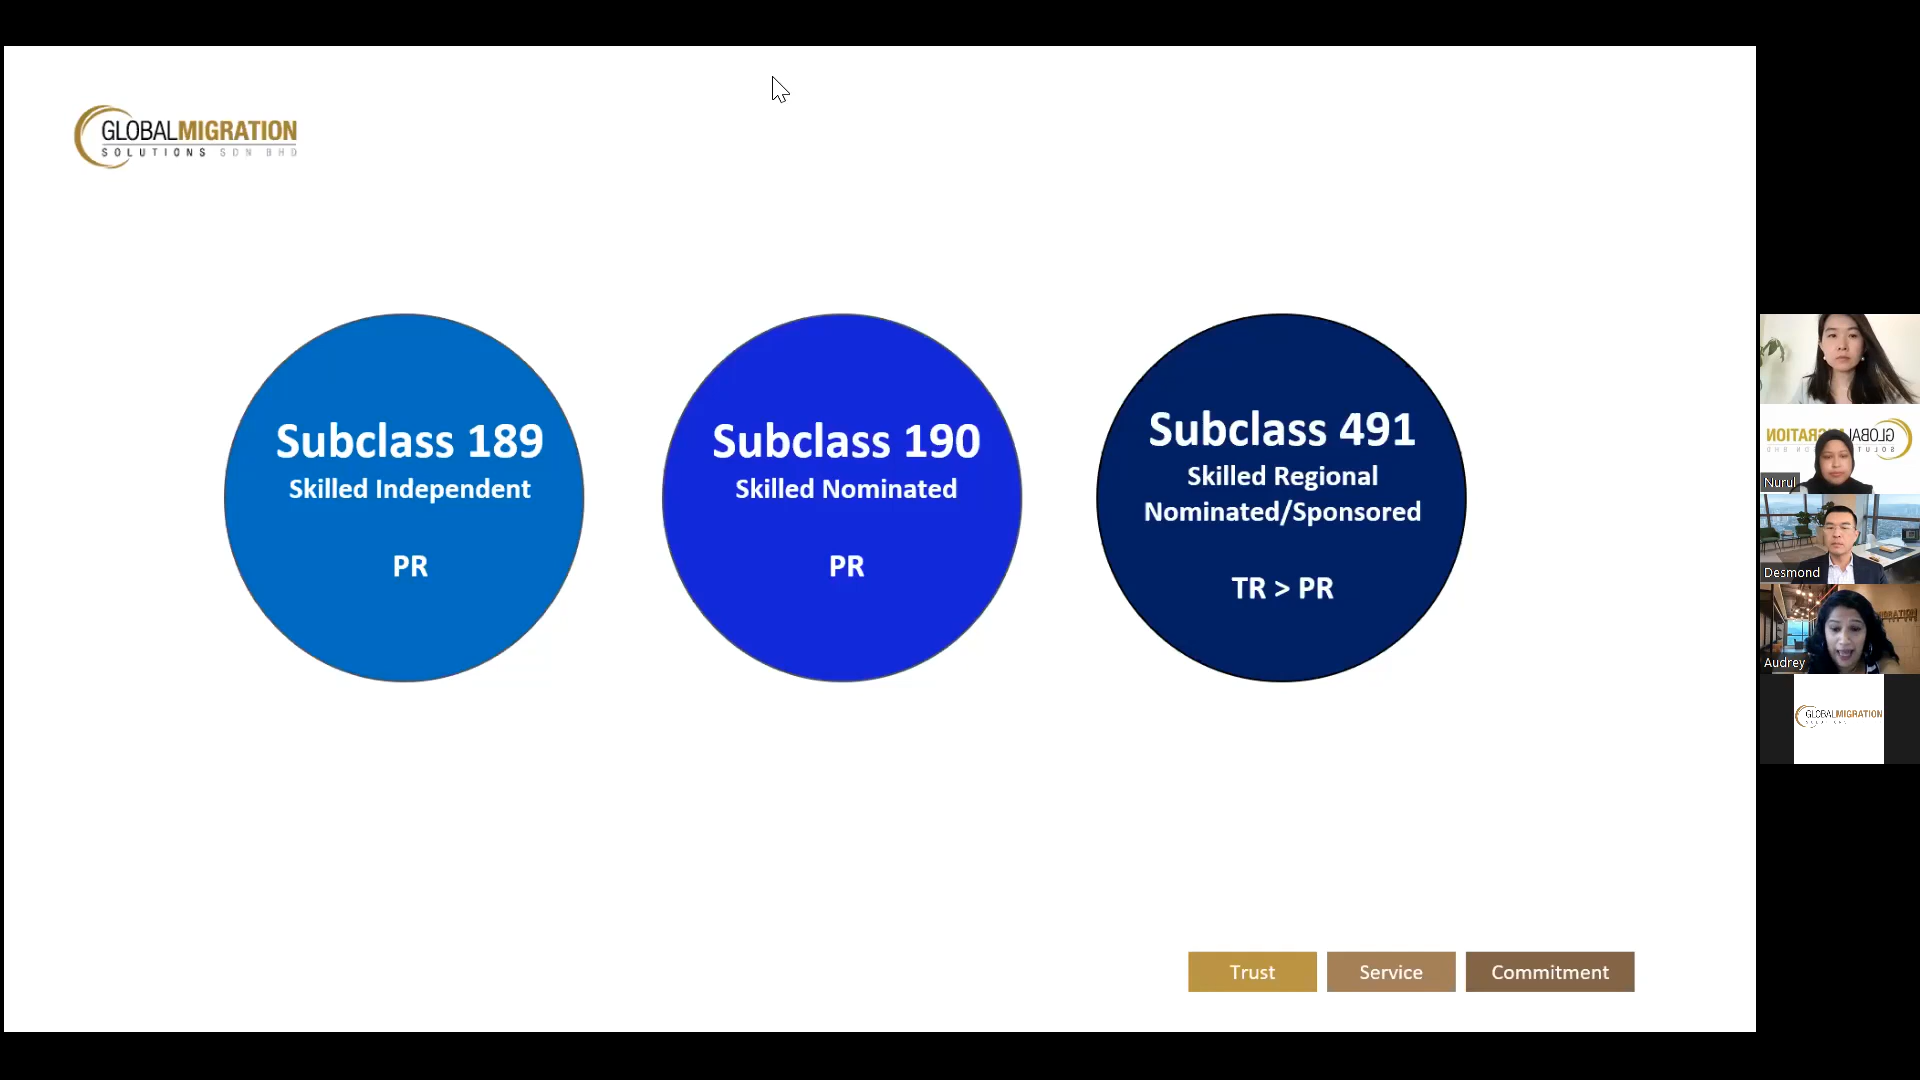 GLOBALMIGRATION
SOLUTIONS SDN BHD
Subclass 189
Skilled Independent
PR
Subclass 190
Skilled Nominated
PR
Subclass 491
Skilled Regional
Nominated/Sponsored
TR > PR
Trust
Service
Commitment
Nurul
Desmond
Audrey
GLOBALMIGRATION